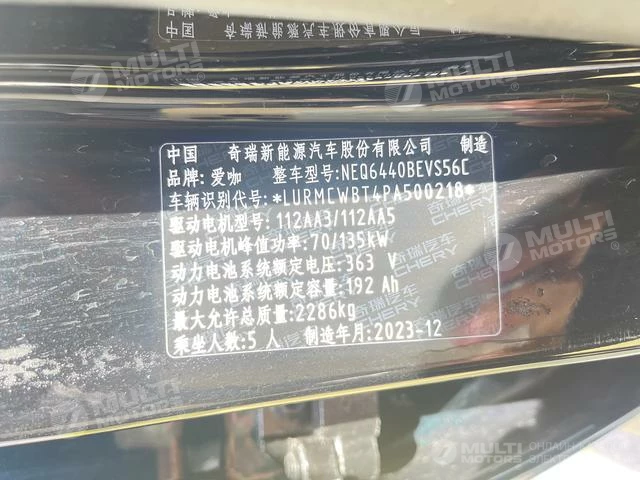 MULTI MOTORS
MULTI MOTORS
MULTI MOTORS
中国 奇瑞新能源汽车股份有限公司 制造
品牌:爱咖 整车型号:NEQ6440BEVS56C
车辆识别代号:*LURMCWBT4PA500218*
驱动电机型号:112AA3/112AA5
驱动电机峰值功率:70/135kW
动力电池系统额定电压:363 V
动力电池系统额定容量:192 Ah
最大允许总质量:2286kg
乘坐人数:5 人 制造年月:2023-12
奇瑞汽车 CHERY
奇瑞汽车 CHERY
MULTI MOTORS
MULTI MOTORS
MULTI MOTORS